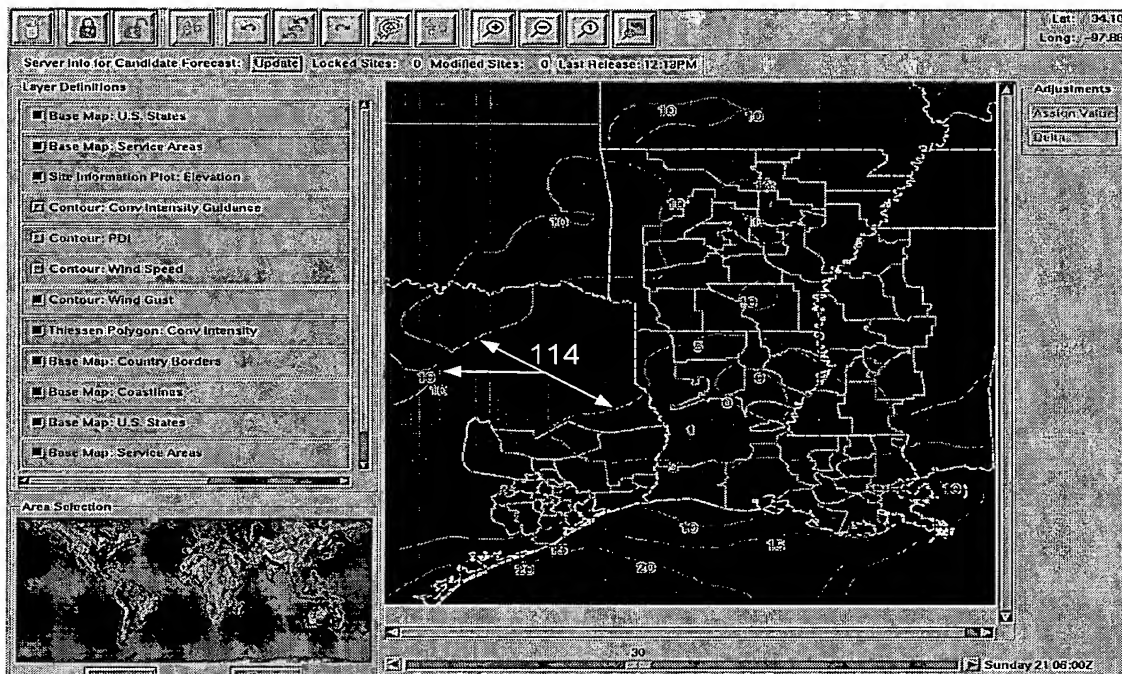 Lat: 34.10
Long: -97.88
Server Info for Candidate Forecast: Update Locked Sites: 0 Modified Sites: 0 Last Release: 12:18PM
Layer Definitions
Base Map: U.S. States
Base Map: Service Areas
Site Information Plot: Elevation
Contour: Conv Intensity Guidance
Contour: PDI
Contour: Wind Speed
Contour: Wind Gust
Thiessen Polygon: Conv Intensity
Base Map: Country Borders
Base Map: Coastlines
Base Map: U.S. States
Base Map: Service Areas
Area Selection
Adjustments
Assign Value
Delta
10
10
10
10
114
10
15
20
20
30
Sunday 21 06:00Z